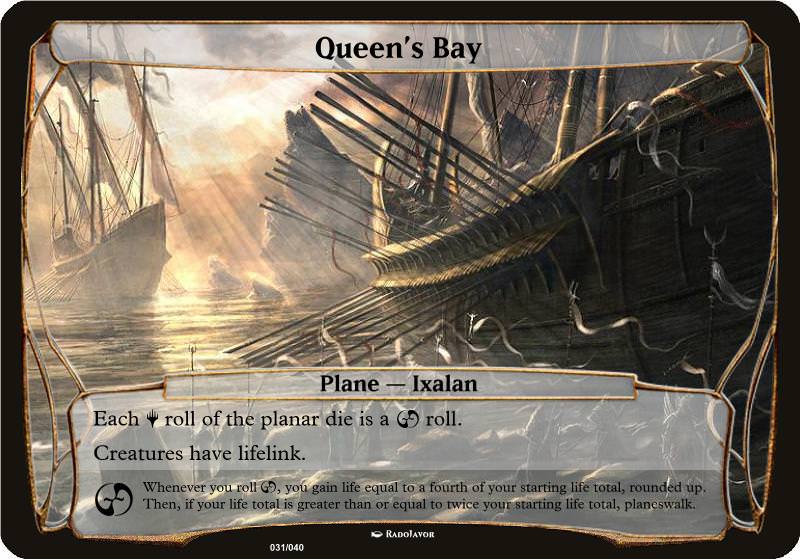 Queen's Bay
Plane — Ixalan
Each roll of the planar die is a roll.
Creatures have lifelink.
Whenever you roll , you gain life equal to a fourth of your starting life total, rounded up.
Then, if your life total is greater than or equal to twice your starting life total, planeswalk.
RadoJavor
031/040